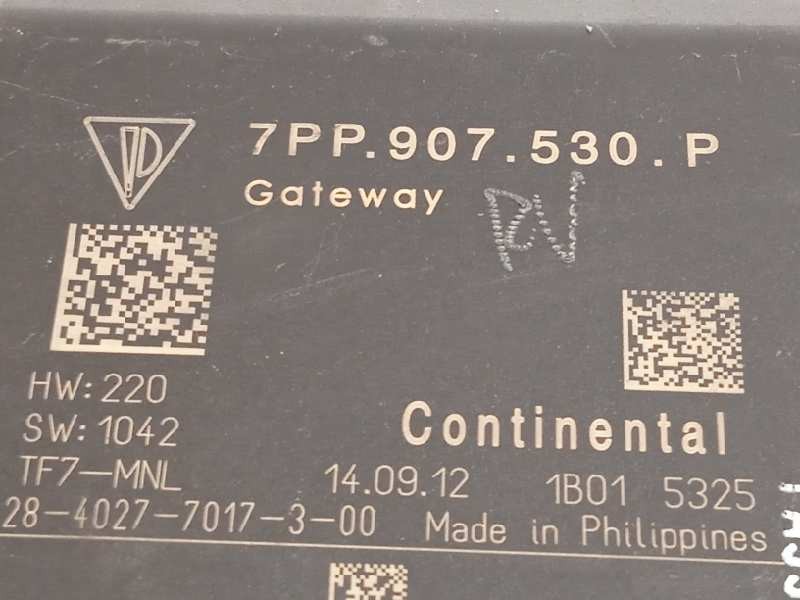 7PP.907.530.P
Gateway
HW:220
SW:1042
Continental
TF7-MNL 14.09.12 1B01 5325
28-4027-7017-3-00 Made in Philippines